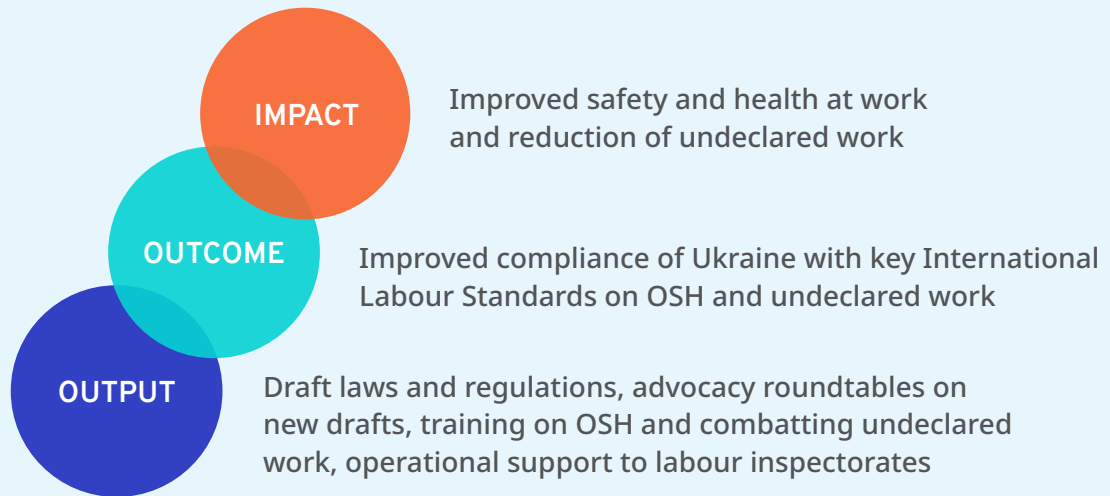 IMPACT
Improved safety and health at work
and reduction of undeclared work
OUTCOME
Improved compliance of Ukraine with key International
Labour Standards on OSH and undeclared work
OUTPUT
Draft laws and regulations, advocacy roundtables on
new drafts, training on OSH and combatting undeclared
work, operational support to labour inspectorates